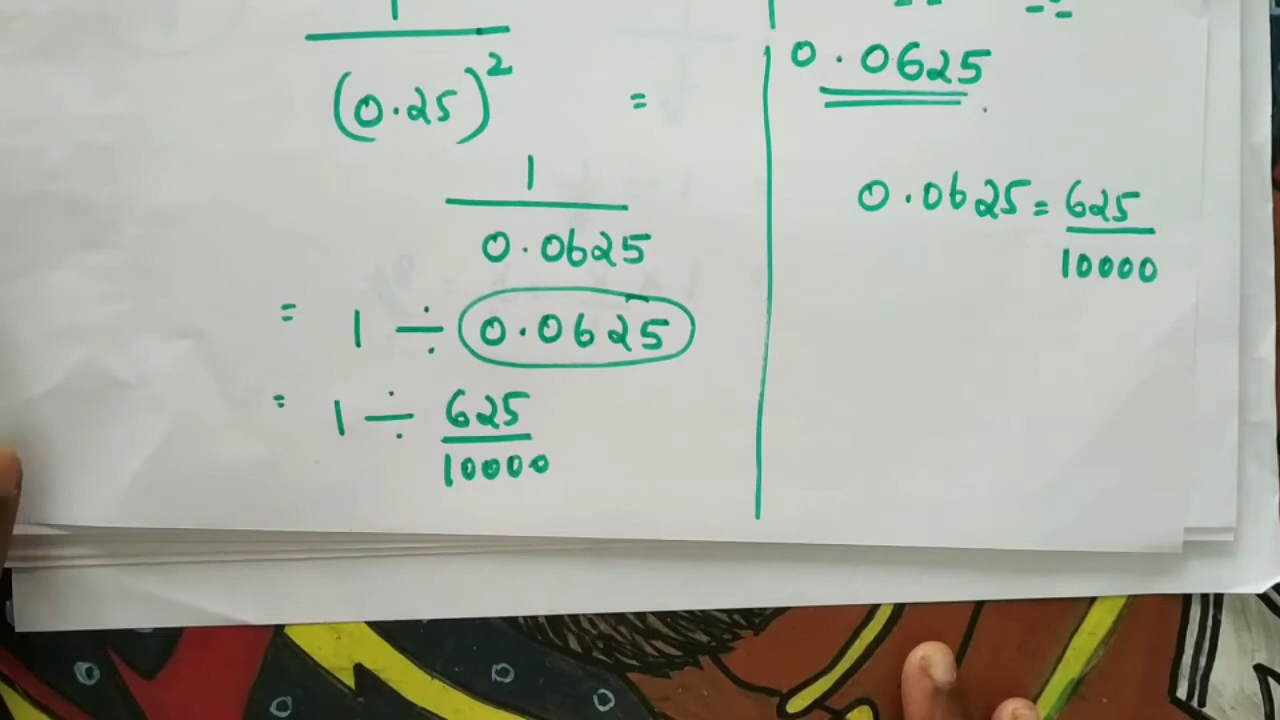 1
(0.25)² =
1
0.0625
= 1 ÷ 0.0625
= 1 ÷ 625
10000
0.0625
0.0625 = 625
10000